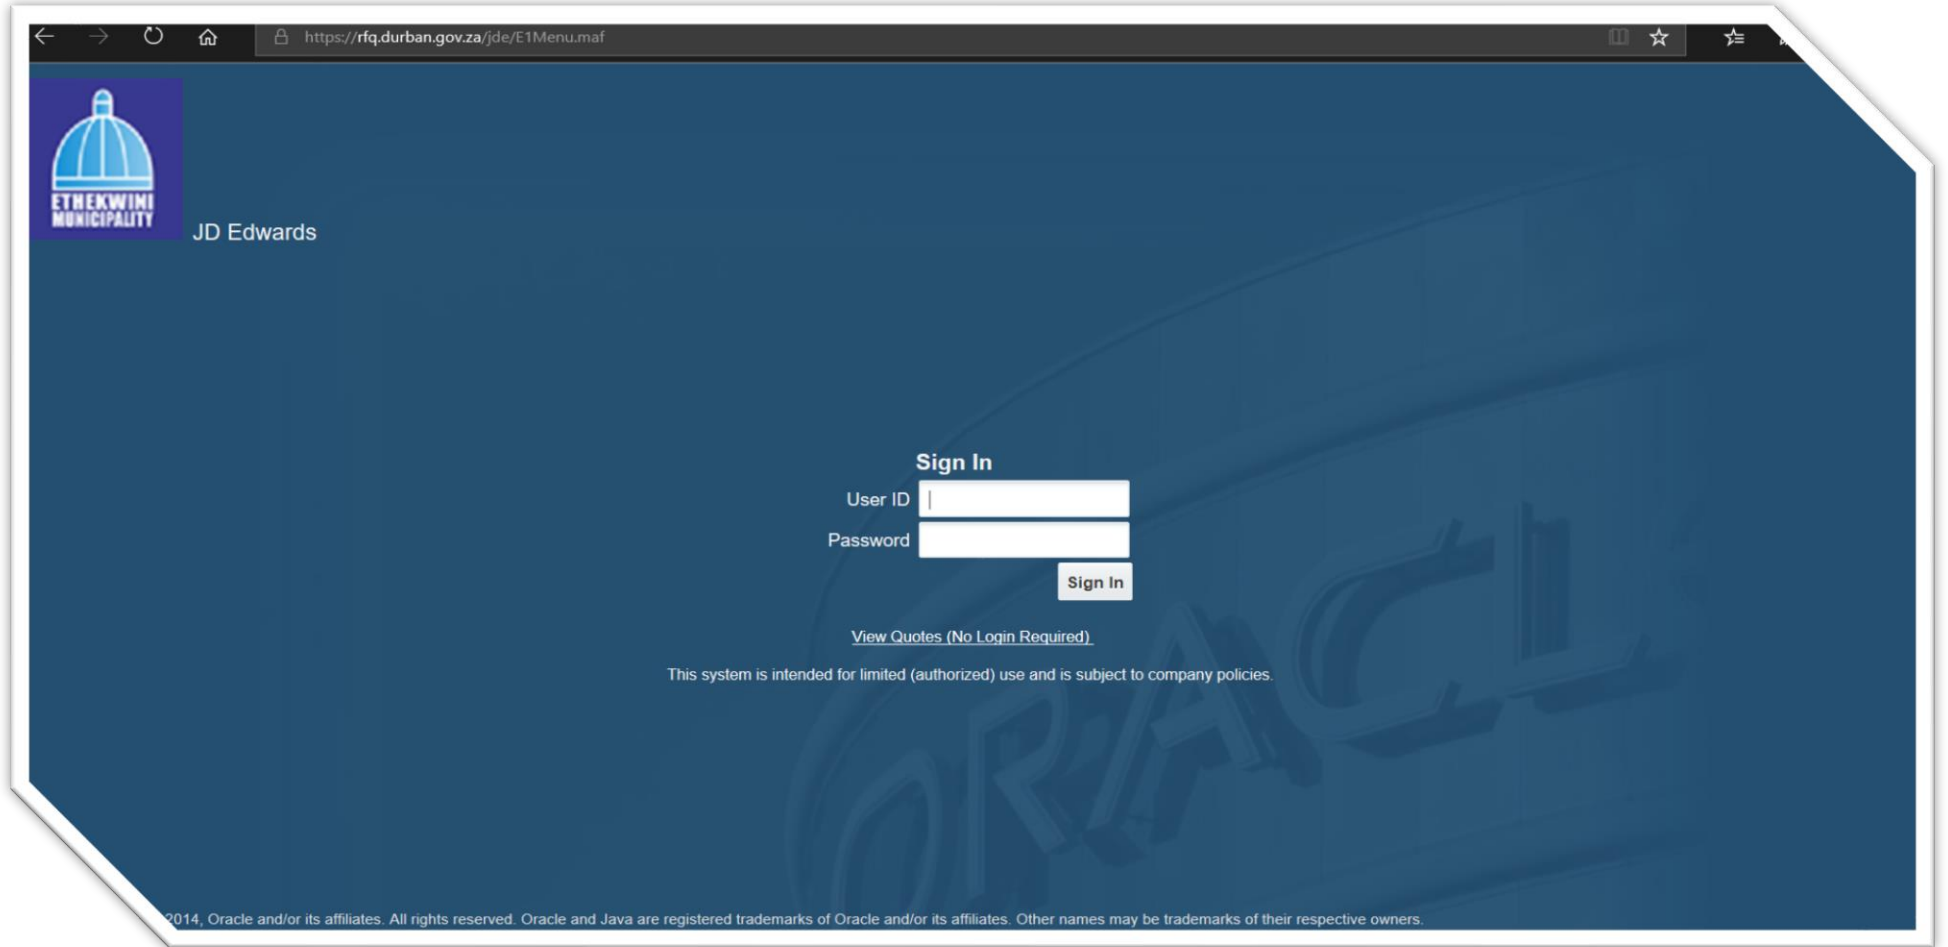 https://rfq.durban.gov.za/jde/E1Menu.maf
ETHEKWINI
MUNICIPALITY
JD Edwards
Sign In
User ID
Password
Sign In
View Quotes (No Login Required)
This system is intended for limited (authorized) use and is subject to company policies.
ORACL
2014, Oracle and/or its affiliates. All rights reserved. Oracle and Java are registered trademarks of Oracle and/or its affiliates. Other names may be trademarks of their respective owners.